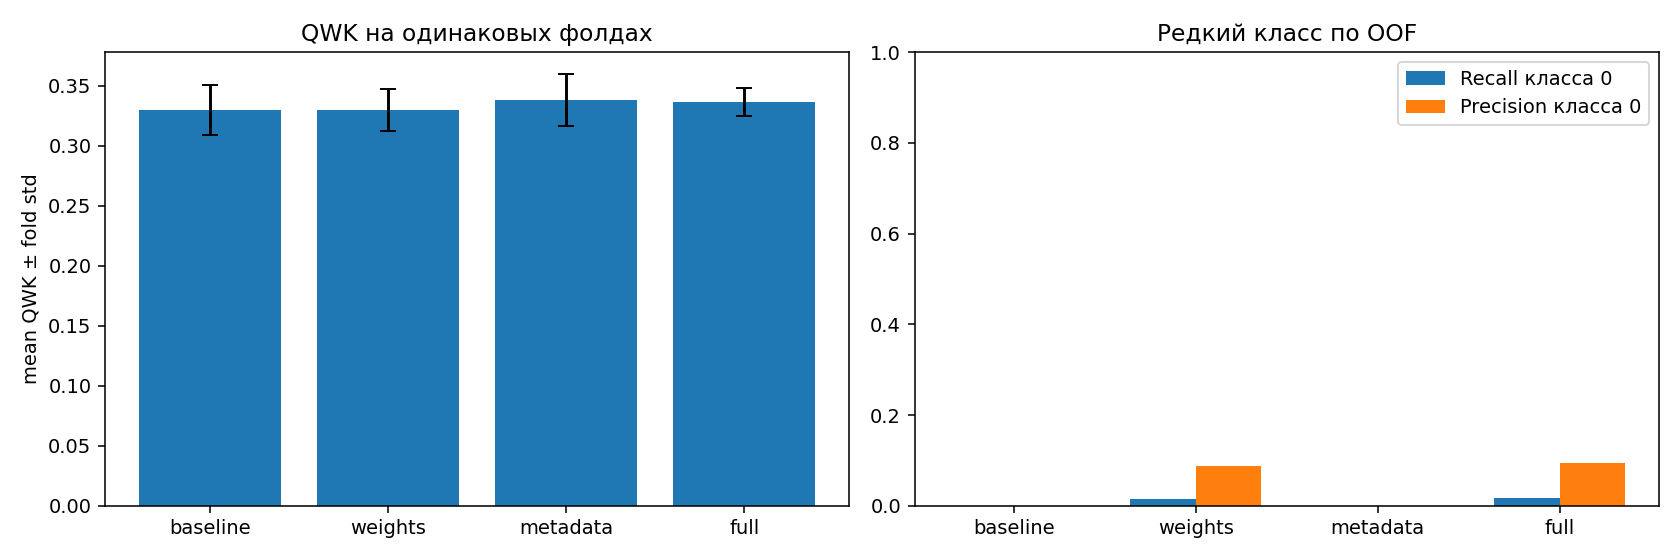 QWK на одинаковых фолдах
mean QWK ± fold std
0.35
0.30
0.25
0.20
0.15
0.10
0.05
0.00
baseline weights metadata full
Редкий класс по OOF
1.0
0.8
0.6
0.4
0.2
0.0
Recall класса 0
Precision класса 0
baseline weights metadata full